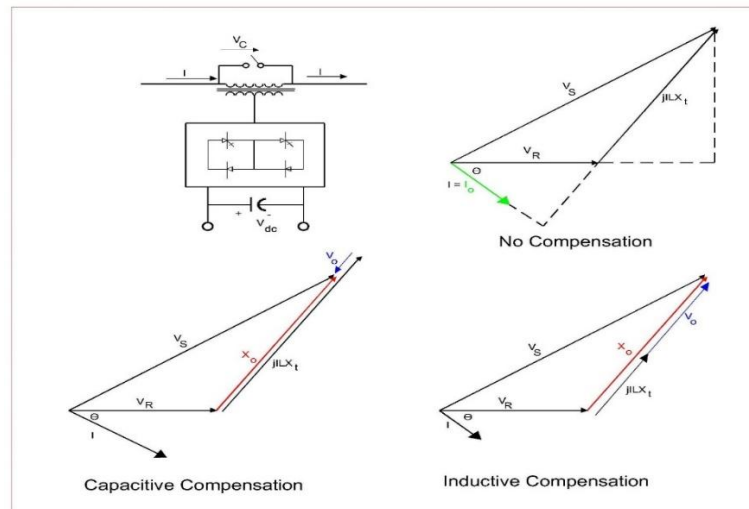 V_C
I
I
+
-
V_dc
V_S
jILX_t
V_R
Θ
I = I_o
No Compensation
V_o
V_S
X_o
jILX_t
V_R
Θ
I
Capacitive Compensation
V_S
X_o
V_o
jILX_t
V_R
Θ
I
Inductive Compensation